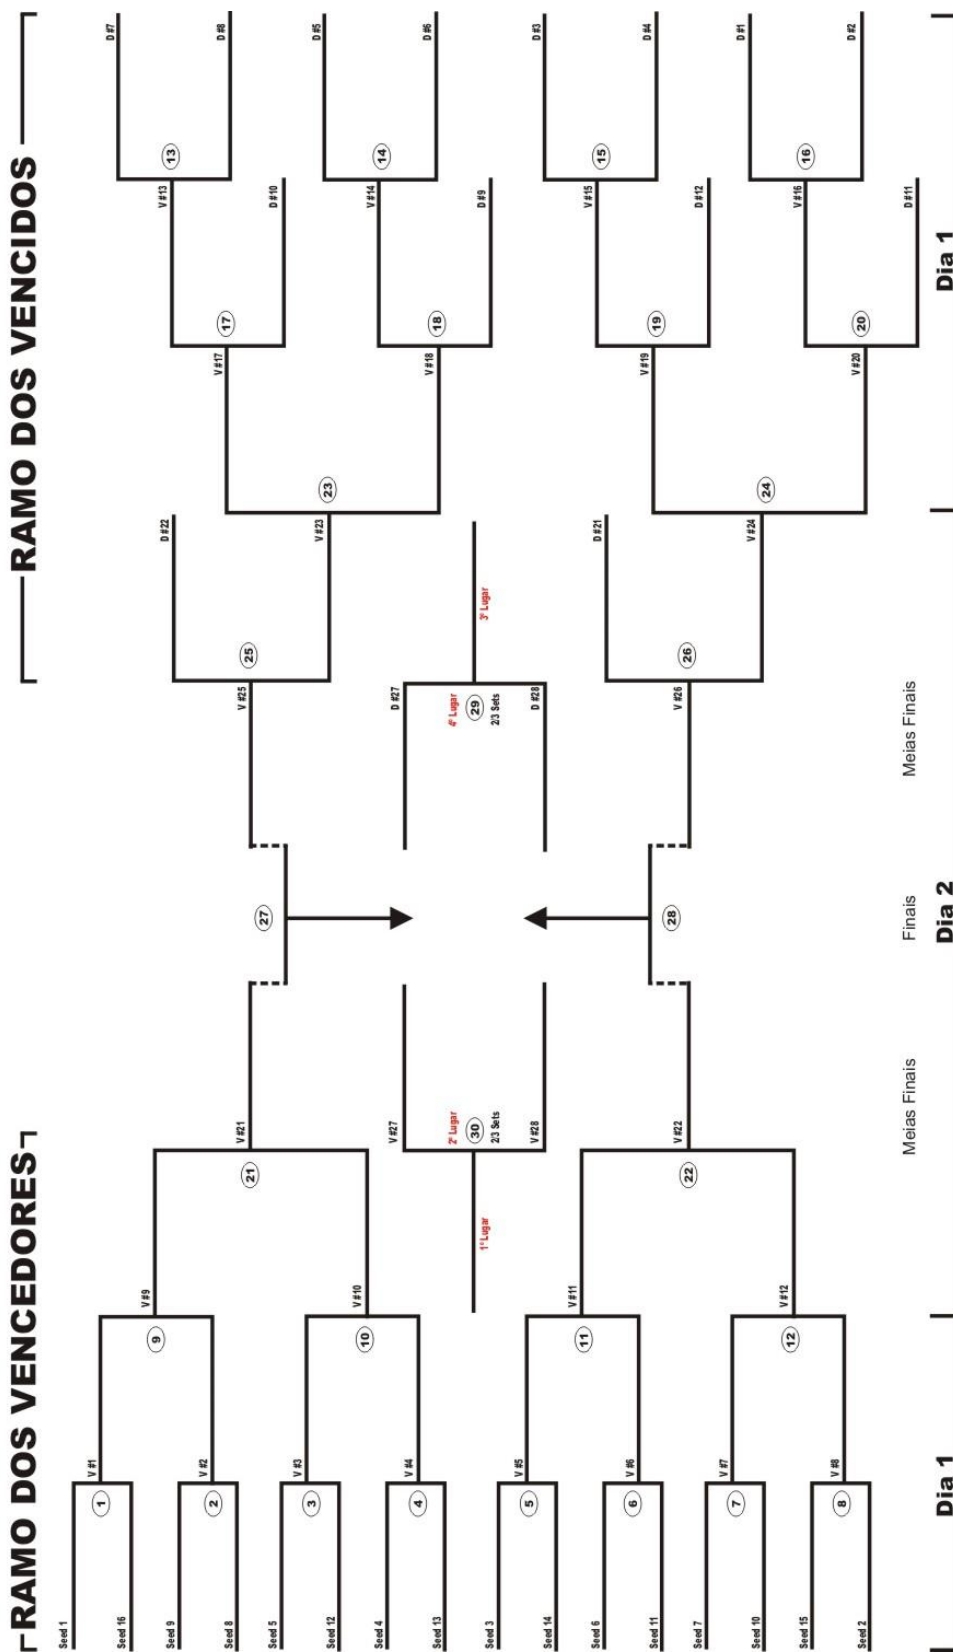 RAMO DOS VENCEDORES
RAMO DOS VENCIDOS
Seed 1
Seed 16
Seed 9
Seed 8
Seed 5
Seed 12
Seed 4
Seed 13
Seed 3
Seed 14
Seed 6
Seed 11
Seed 7
Seed 10
Seed 15
Seed 2
1
2
3
4
5
6
7
8
V #1
V #2
V #3
V #4
V #5
V #6
V #7
V #8
9
10
11
12
V #9
V #10
V #11
V #12
21
22
V #21
V #22
1º Lugar
2º Lugar
30
2/3 Sets
V #27
V #28
27
28
D #27
D #28
4º Lugar
29
2/3 Sets
3º Lugar
V #25
V #26
25
26
D #22
V #23
D #21
V #24
23
24
V #17
V #18
V #19
V #20
17
18
19
20
V #13
D #10
V #14
D #9
V #15
D #12
V #16
D #11
13
14
15
16
D #7
D #8
D #5
D #6
D #3
D #4
D #1
D #2
Meias Finais
Finais
Meias Finais
Dia 1
Dia 2
Dia 1